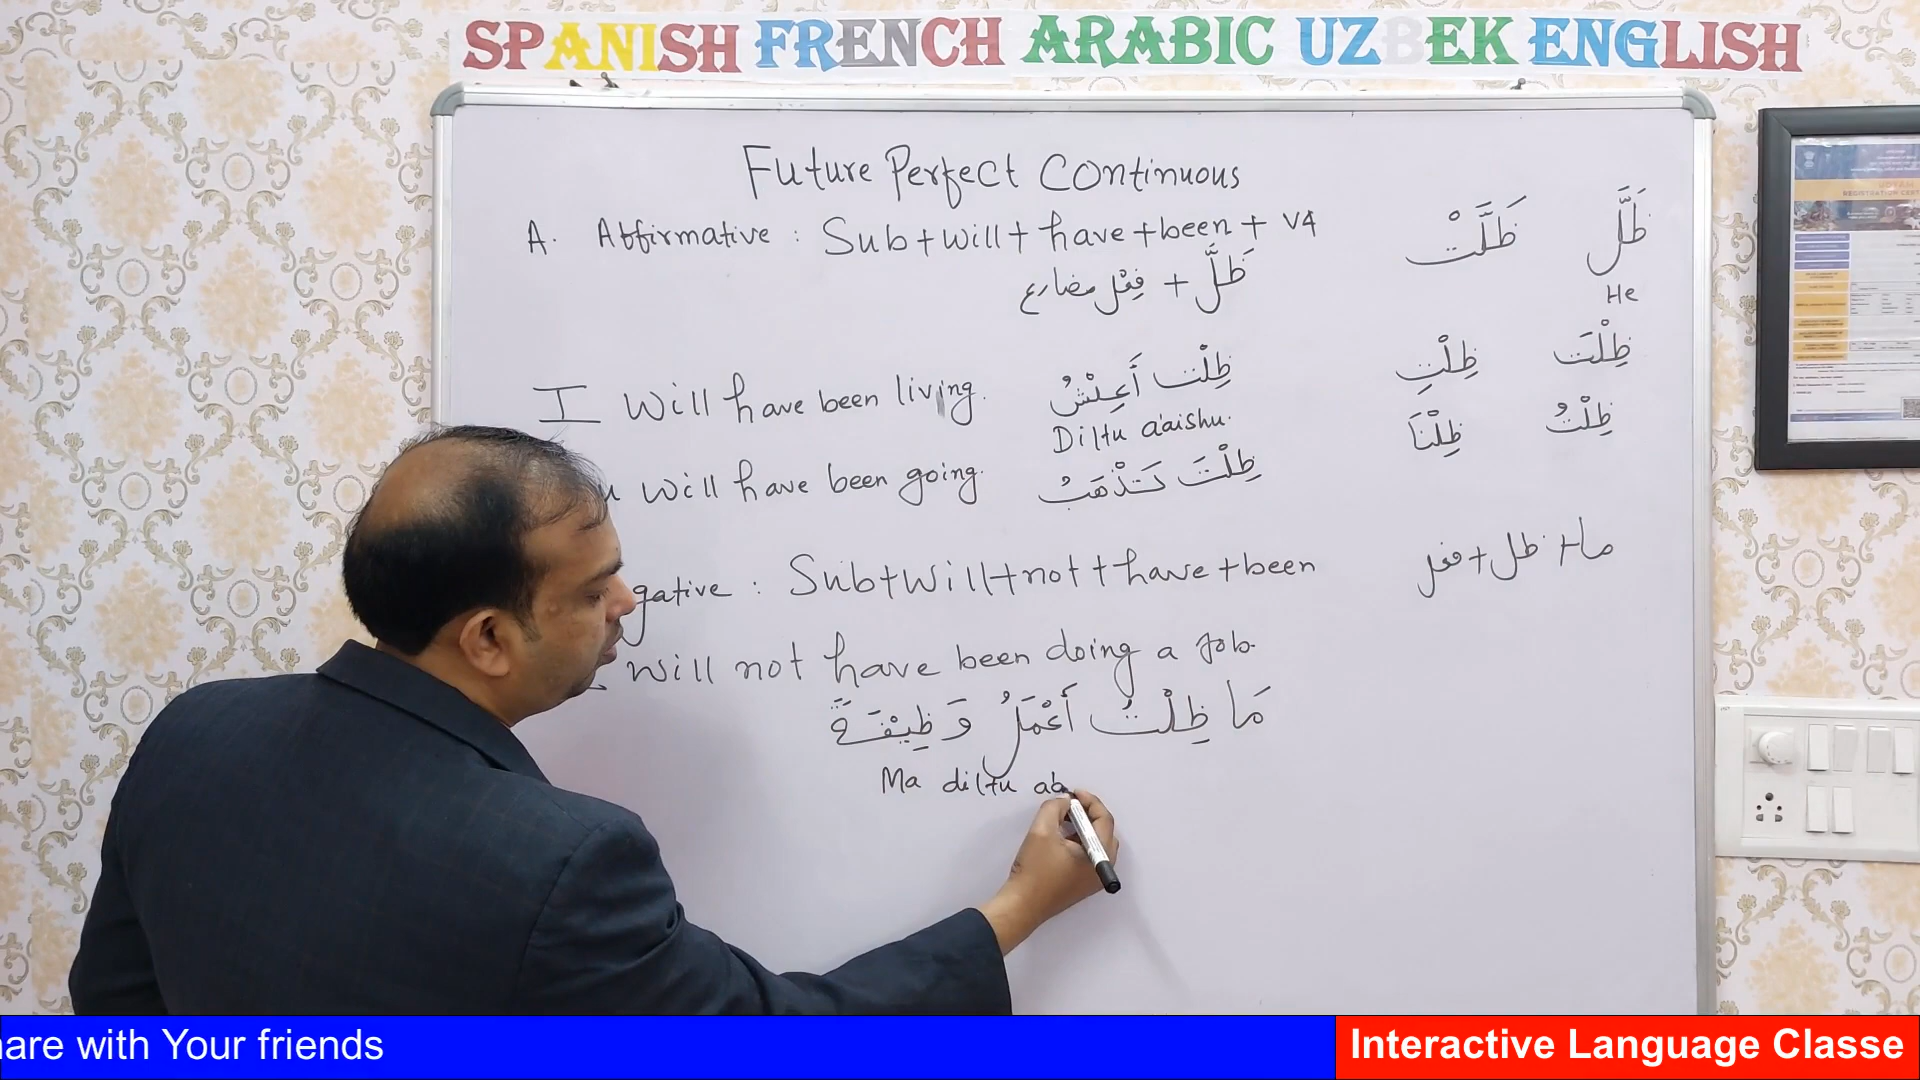 SPANISH FRENCH ARABIC UZBEK ENGLISH
Future Perfect Continuous
A. Affirmative : Sub+will+have+been+V4
ظَلَّ ظَلَّتْ
ظَلَّ + فِعْل مضارع
He
I Will have been living. ظِلْت أَعِيْشُ
ظِلْتَ ظِلْتِ
Diltu a'aishu.
ظِلْتُ ظِلْنَا
u will have been going. ظِلْتَ تَذْهَبُ
gative : Sub+will+not+have+been
ما + ظل + فعل
will not have been doing a Job.
مَا ظِلْتُ أَعْمَلُ وَظِيْفَةً
Ma diltu ab
REGISTRATION CERT
are with Your friends
Interactive Language Classe